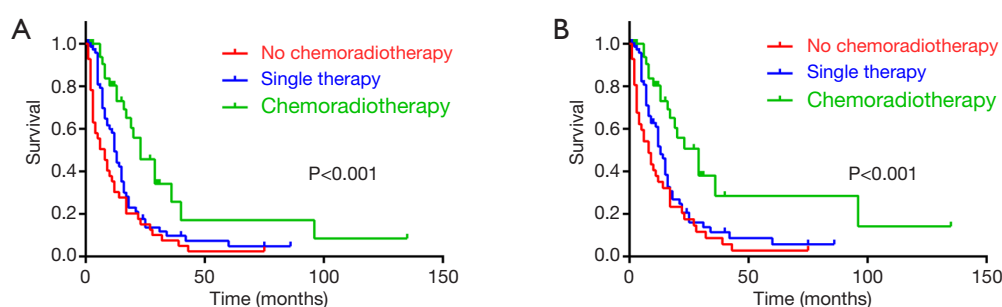 A
1.0
0.8
0.6
0.4
0.2
0.0
Survival
No chemoradiotherapy
Single therapy
Chemoradiotherapy
P<0.001
0
50
100
150
Time (months)
B
1.0
0.8
0.6
0.4
0.2
0.0
Survival
No chemoradiotherapy
Single therapy
Chemoradiotherapy
P<0.001
0
50
100
150
Time (months)